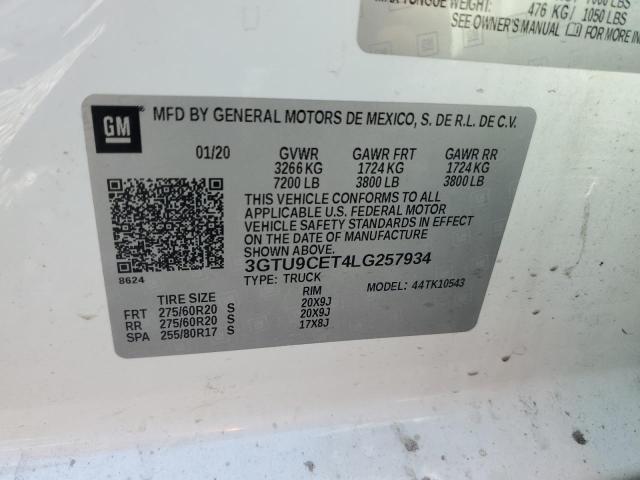 TONGUE WEIGHT: 476 KG/ 1050 LBS
SEE OWNER'S MANUAL FOR MORE IN
GM
MFD BY GENERAL MOTORS DE MEXICO, S. DE R.L. DE C.V.
01/20 GVWR GAWR FRT GAWR RR
3266 KG 1724 KG 1724 KG
7200 LB 3800 LB 3800 LB
THIS VEHICLE CONFORMS TO ALL
APPLICABLE U.S. FEDERAL MOTOR
VEHICLE SAFETY STANDARDS IN EFFECT
ON THE DATE OF MANUFACTURE
SHOWN ABOVE
8624
3GTU9CET4LG257934
TYPE: TRUCK MODEL: 44TK10543
TIRE SIZE RIM
FRT 275/60R20 S 20X9J
RR 275/60R20 S 20X9J
SPA 255/80R17 S 17X8J